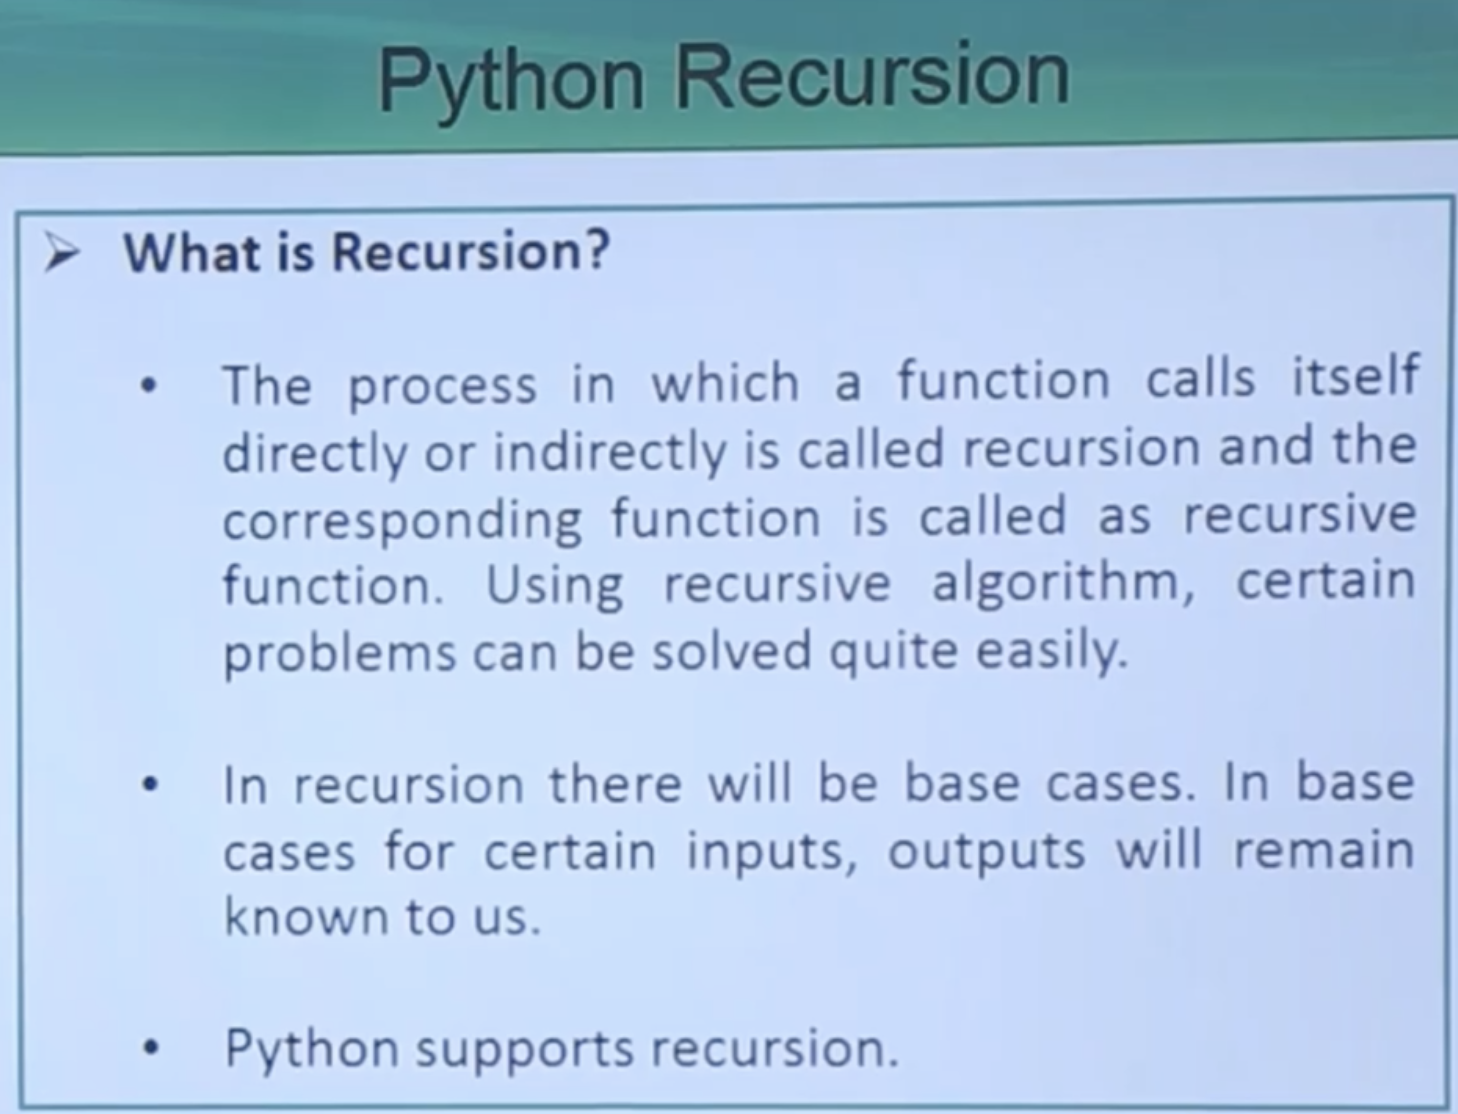 Python Recursion
What is Recursion?
The process in which a function calls itself
directly or indirectly is called recursion and the
corresponding function is called as recursive
function. Using recursive algorithm, certain
problems can be solved quite easily.
In recursion there will be base cases. In base
cases for certain inputs, outputs will remain
known to us.
Python supports recursion.